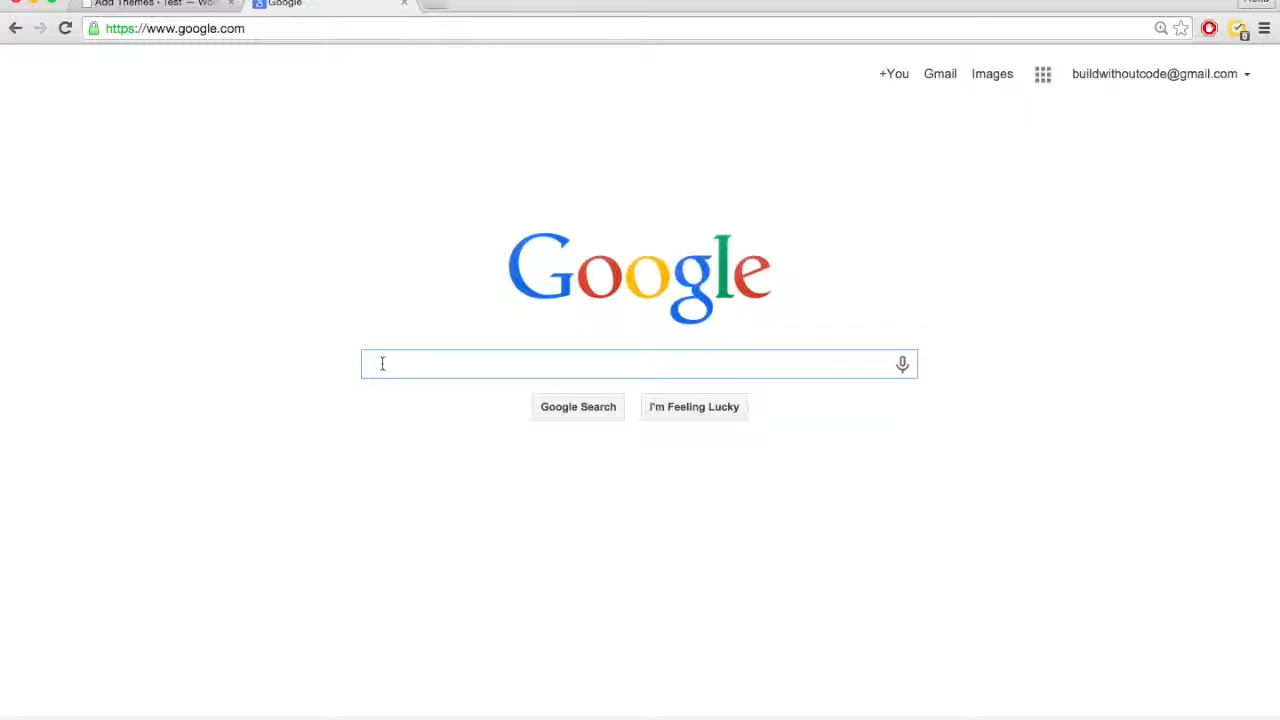 Add Themes ‹ Test — Wo
Google
https://www.google.com
+You Gmail Images buildwithoutcode@gmail.com
Google
Google Search I'm Feeling Lucky